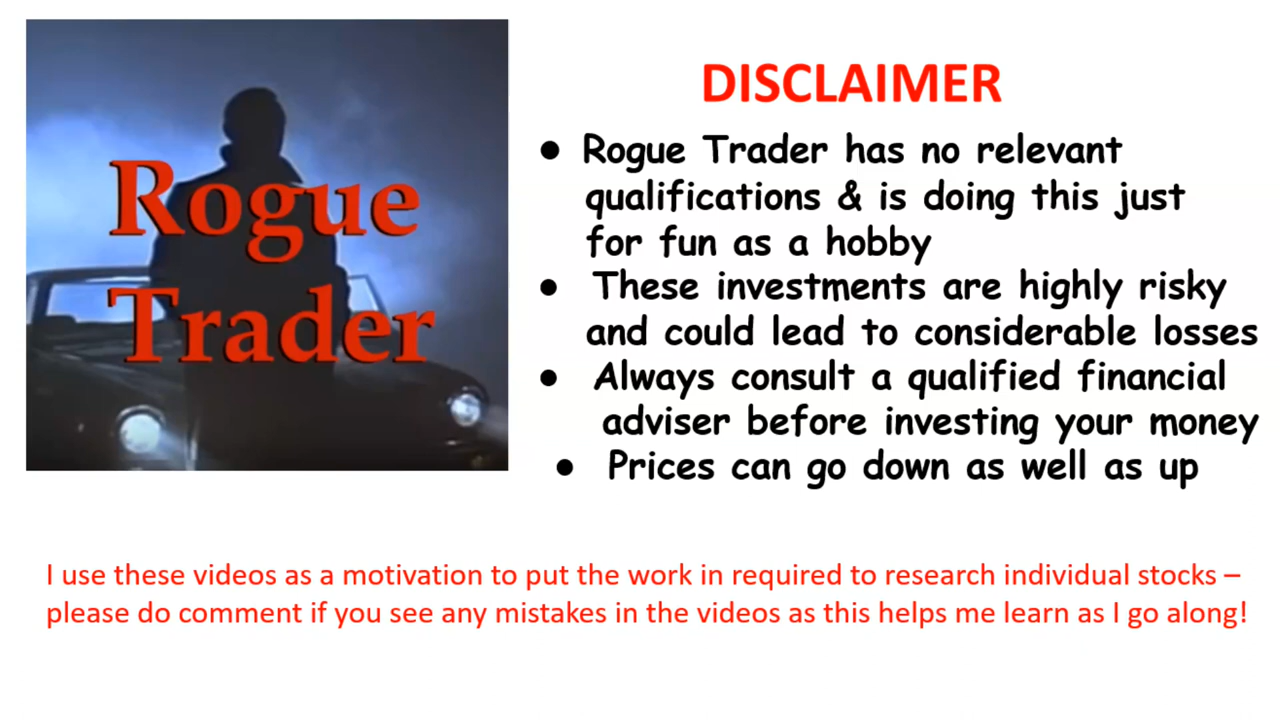 Rogue
Trader
DISCLAIMER
● Rogue Trader has no relevant
qualifications & is doing this just
for fun as a hobby
● These investments are highly risky
and could lead to considerable losses
● Always consult a qualified financial
adviser before investing your money
● Prices can go down as well as up
I use these videos as a motivation to put the work in required to research individual stocks –
please do comment if you see any mistakes in the videos as this helps me learn as I go along!